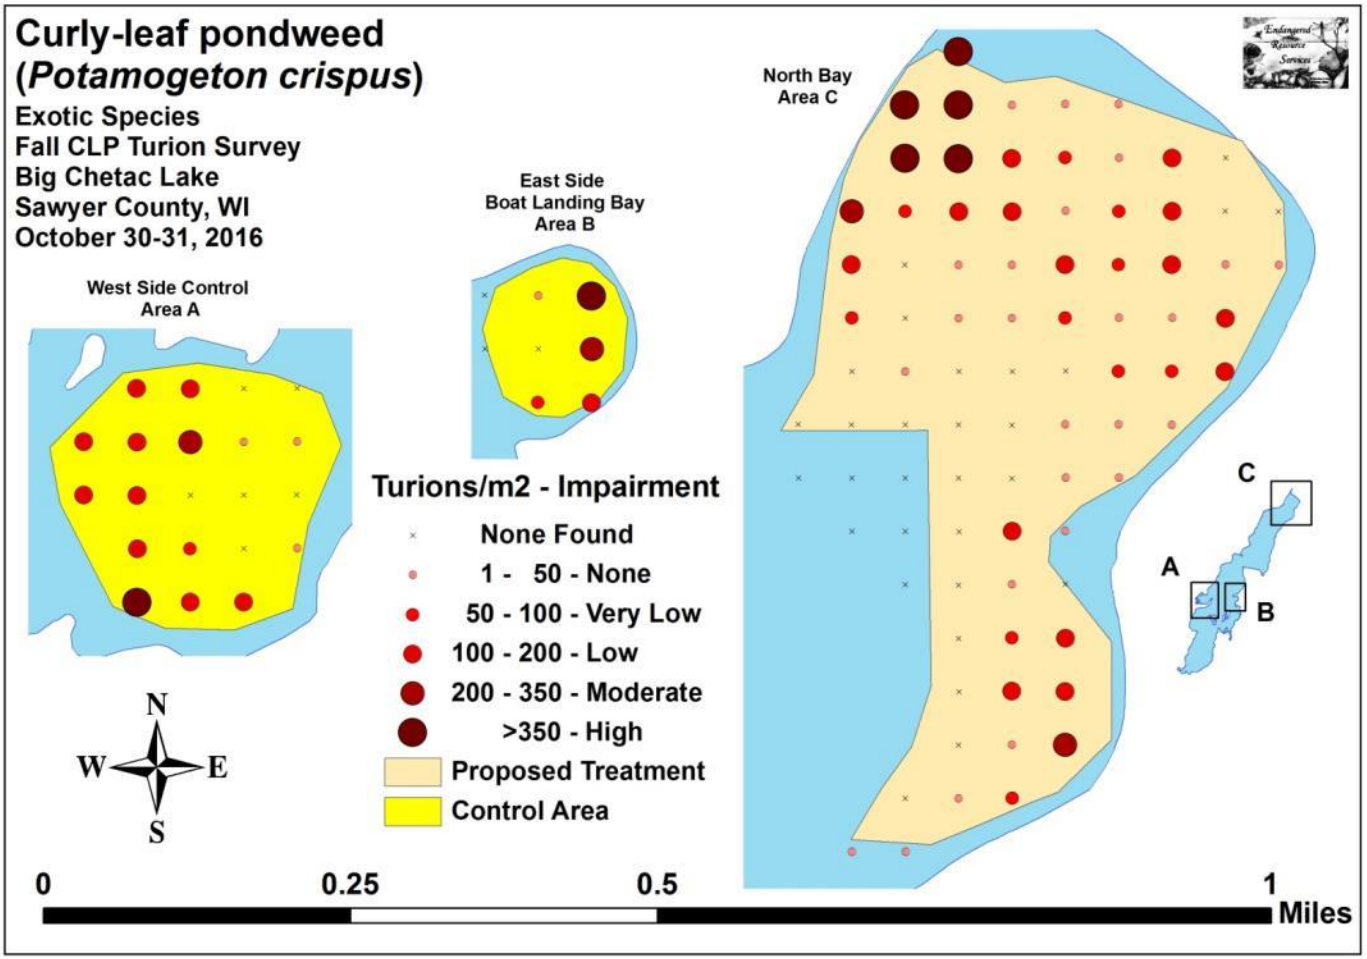 Curly-leaf pondweed
(Potamogeton crispus)
Exotic Species
Fall CLP Turion Survey
Big Chetac Lake
Sawyer County, WI
October 30-31, 2016
West Side Control
Area A
East Side
Boat Landing Bay
Area B
North Bay
Area C
Endangered
Resource
Services
Turions/m2 - Impairment
None Found
1 - 50 - None
50 - 100 - Very Low
100 - 200 - Low
200 - 350 - Moderate
>350 - High
Proposed Treatment
Control Area
N
W E
S
C
A
B
0 0.25 0.5 1
Miles